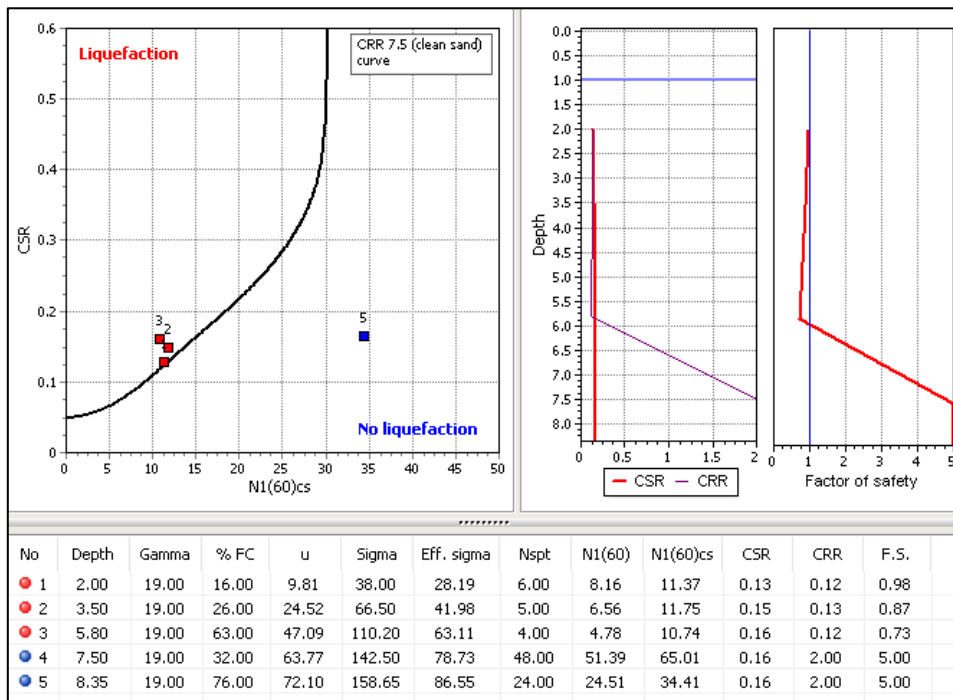 0.6
0.5
0.4
0.3
0.2
0.1
0
CSR
Liquefaction
CRR 7.5 (clean sand)
curve
3
2
5
No liquefaction
0 5 10 15 20 25 30 35 40 45 50
N1(60)cs
0.0
0.5
1.0
1.5
2.0
2.5
3.0
3.5
4.0
4.5
5.0
5.5
6.0
6.5
7.0
7.5
8.0
Depth
0 0.5 1 1.5 2
CSR CRR
0 1 2 3 4 5
Factor of safety
No Depth Gamma % FC u Sigma Eff. sigma Nspt N1(60) N1(60)cs CSR CRR F.S.
1 2.00 19.00 16.00 9.81 38.00 28.19 6.00 8.16 11.37 0.13 0.12 0.98
2 3.50 19.00 26.00 24.52 66.50 41.98 5.00 6.56 11.75 0.15 0.13 0.87
3 5.80 19.00 63.00 47.09 110.20 63.11 4.00 4.78 10.74 0.16 0.12 0.73
4 7.50 19.00 32.00 63.77 142.50 78.73 48.00 51.39 65.01 0.16 2.00 5.00
5 8.35 19.00 76.00 72.10 158.65 86.55 24.00 24.51 34.41 0.16 2.00 5.00